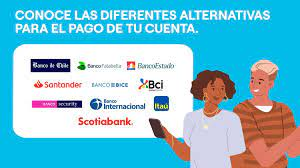 CONOCE LAS DIFERENTES ALTERNATIVAS
PARA EL PAGO DE TU CUENTA.
Banco de Chile BancoFalabella BancoEstado
Santander BANCO BICE Bci
BANCO security Banco Internacional Itaú
Scotiabank.